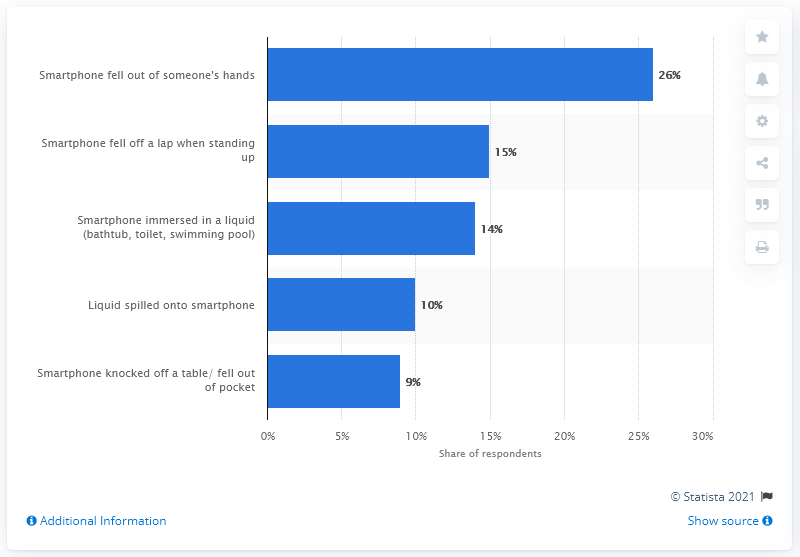 Smartphone fell out of someone's hands
26%
Smartphone fell off a lap when standing
up
15%
Smartphone immersed in a liquid
(bathtub, toilet, swimming pool)
14%
Liquid spilled onto smartphone
10%
Smartphone knocked off a table/ fell out
of pocket
9%
0% 5% 10% 15% 20% 25% 30%
Share of respondents
© Statista 2021
Additional Information
Show source